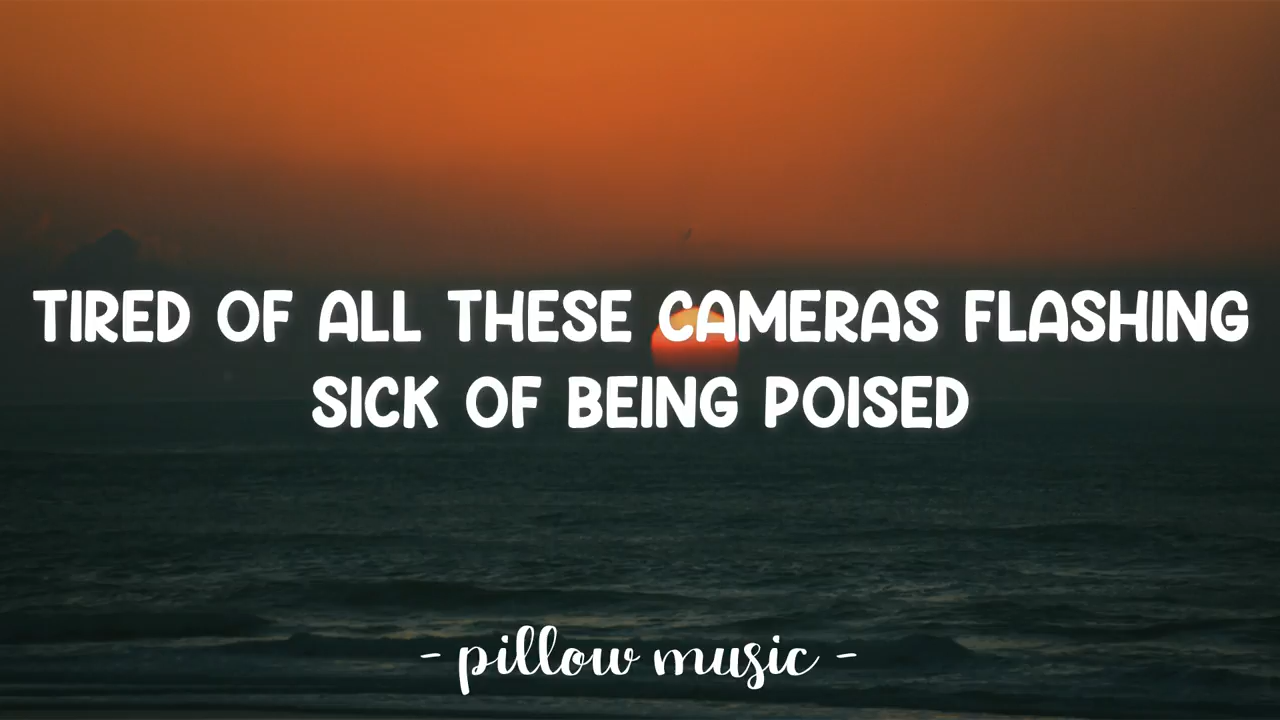 TIRED OF ALL THESE CAMERAS FLASHING
SICK OF BEING POISED
- pillow music -